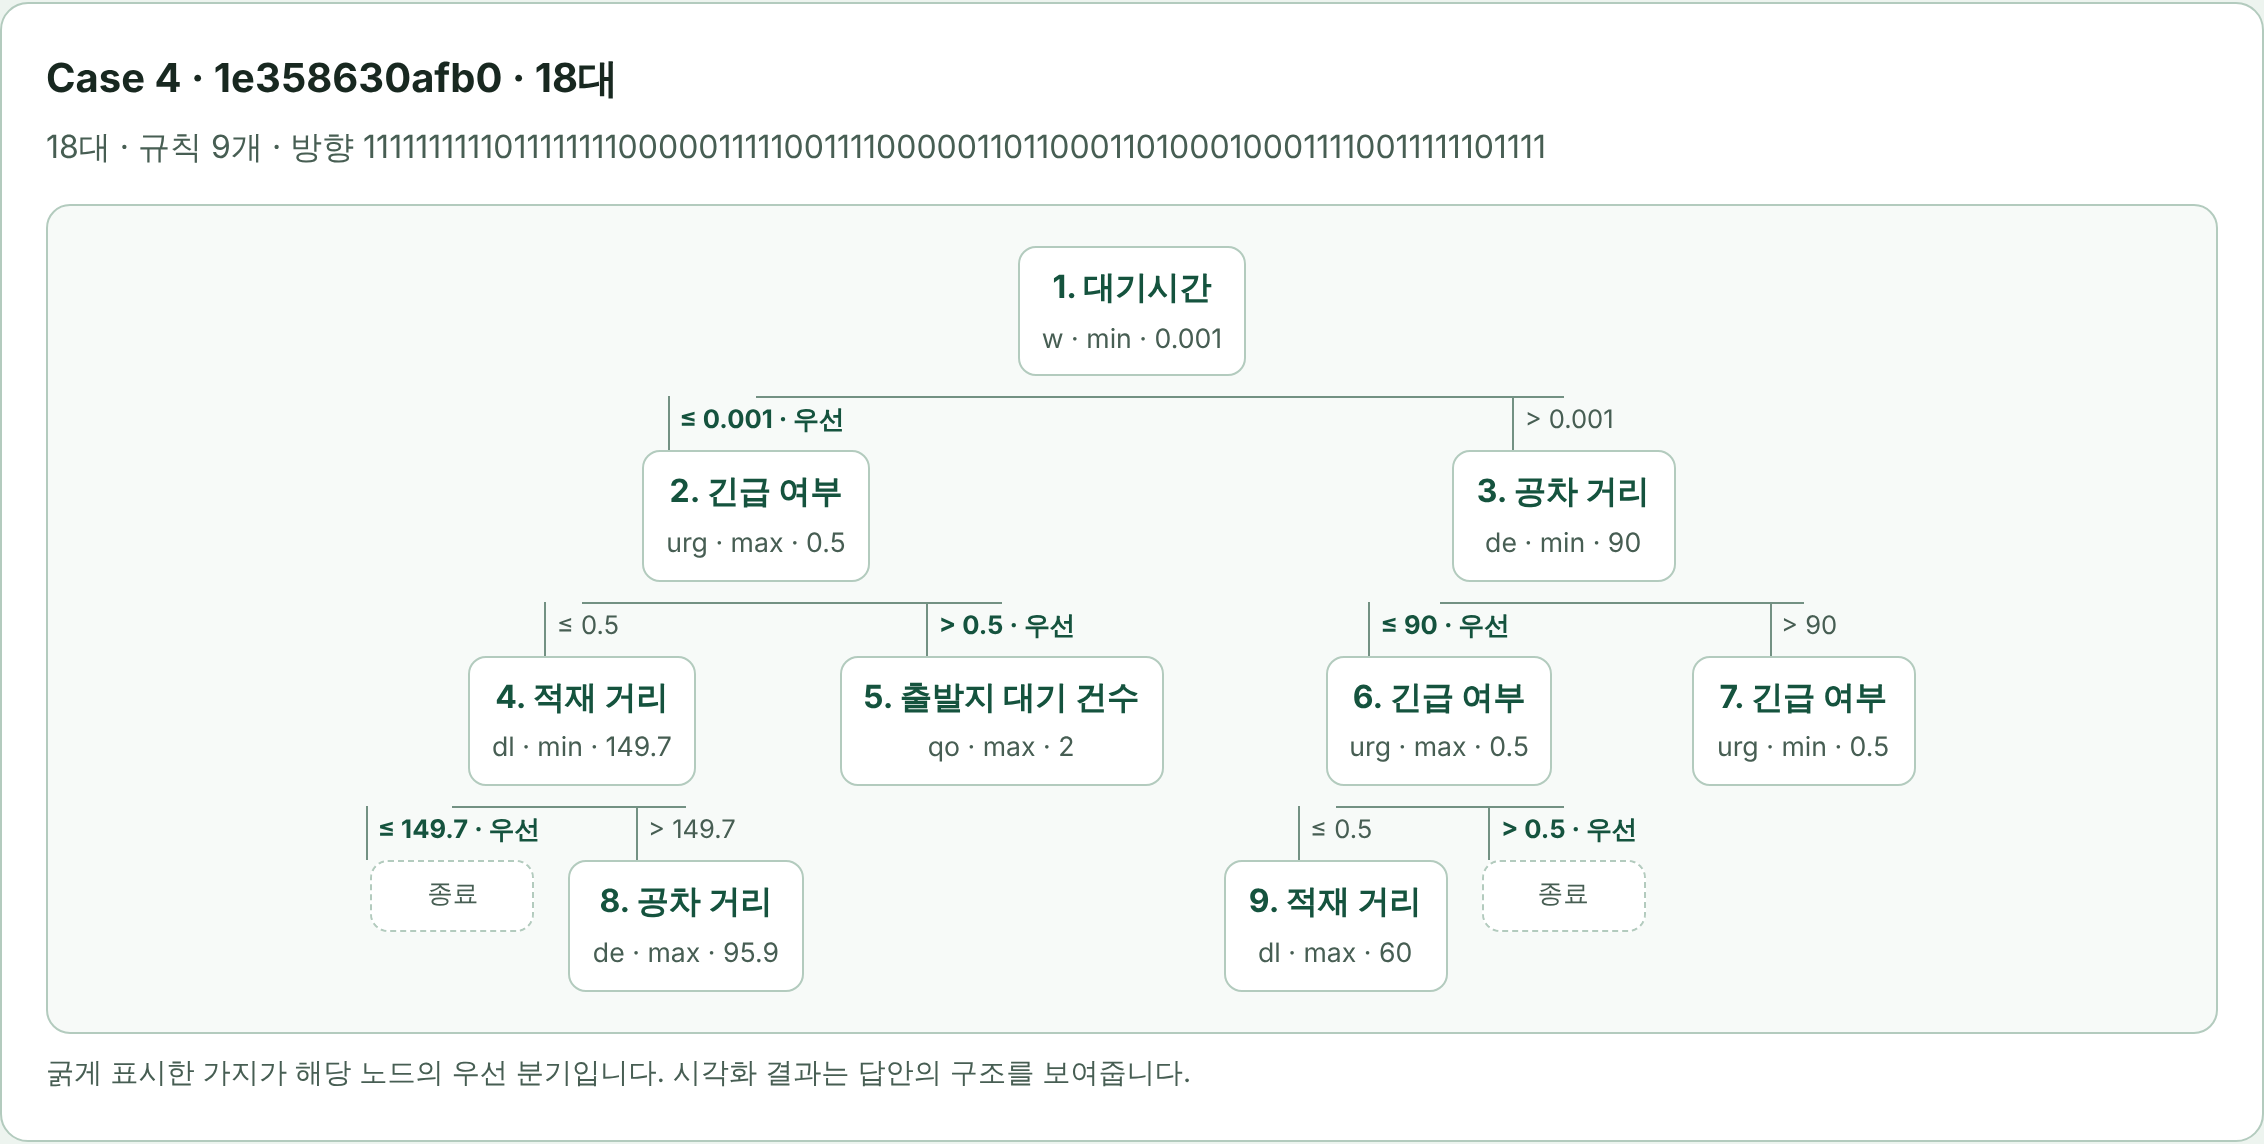 Case 4 · 1e358630afb0 · 18대
18대 · 규칙 9개 · 방향 111111111110111111111000001111100111100000110110001101000100011110011111101111
1. 대기시간
w · min · 0.001
≤ 0.001 · 우선
> 0.001
2. 긴급 여부
urg · max · 0.5
3. 공차 거리
de · min · 90
≤ 0.5
> 0.5 · 우선
≤ 90 · 우선
> 90
4. 적재 거리
dl · min · 149.7
5. 출발지 대기 건수
qo · max · 2
6. 긴급 여부
urg · max · 0.5
7. 긴급 여부
urg · min · 0.5
≤ 149.7 · 우선
> 149.7
≤ 0.5
> 0.5 · 우선
종료
8. 공차 거리
de · max · 95.9
9. 적재 거리
dl · max · 60
종료
굵게 표시한 가지가 해당 노드의 우선 분기입니다. 시각화 결과는 답안의 구조를 보여줍니다.